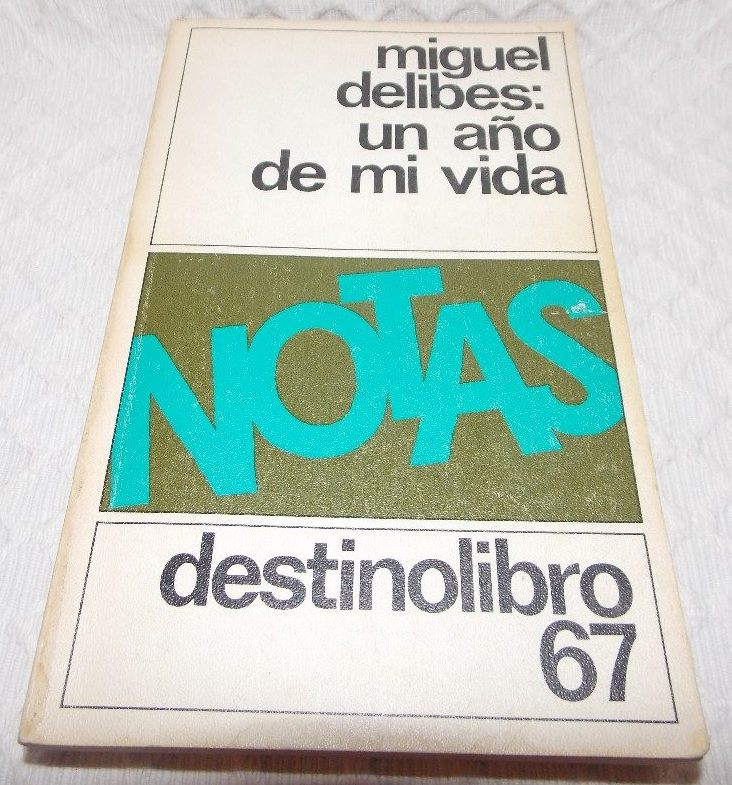 miguel
delibes:
un año
de mi vida
NOTAS
destinolibro
67